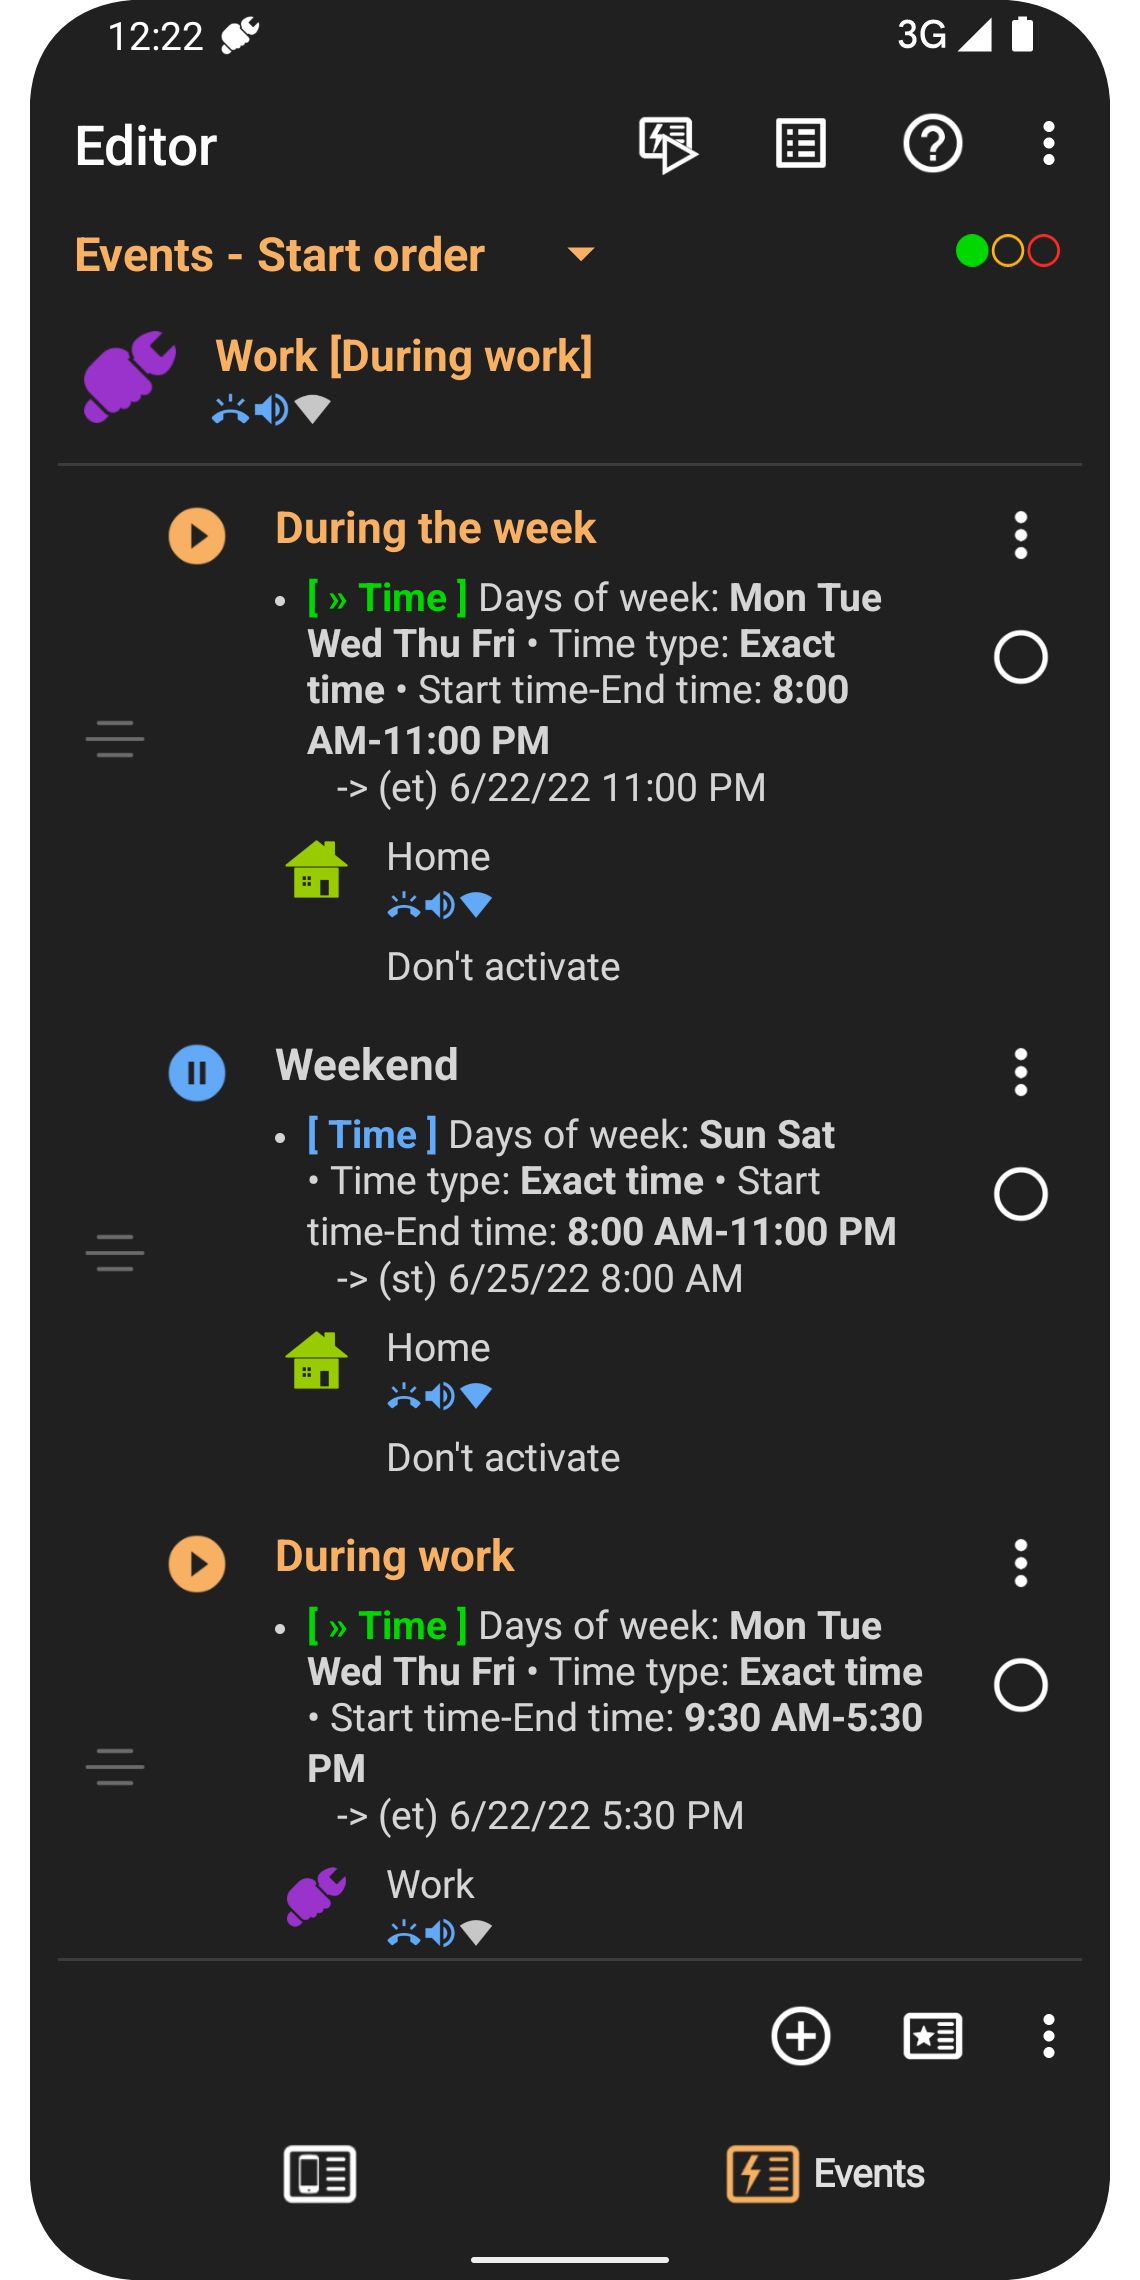 12:22
3G
Editor
Events - Start order
Work [During work]
During the week
• [ » Time ] Days of week: Mon Tue
Wed Thu Fri • Time type: Exact
time • Start time-End time: 8:00
AM-11:00 PM
-> (et) 6/22/22 11:00 PM
Home
Don't activate
Weekend
• [ Time ] Days of week: Sun Sat
• Time type: Exact time • Start
time-End time: 8:00 AM-11:00 PM
-> (st) 6/25/22 8:00 AM
Home
Don't activate
During work
• [ » Time ] Days of week: Mon Tue
Wed Thu Fri • Time type: Exact time
• Start time-End time: 9:30 AM-5:30
PM
-> (et) 6/22/22 5:30 PM
Work
Events